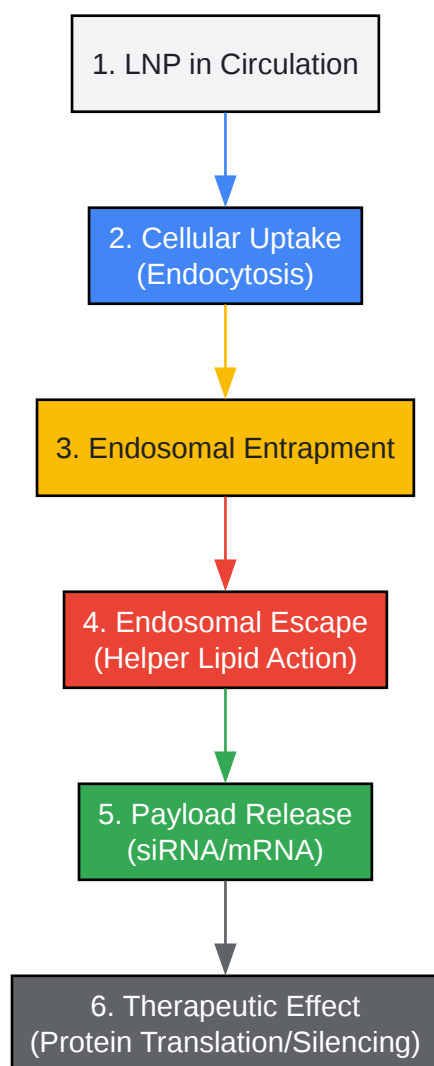 1. LNP in Circulation
2. Cellular Uptake
(Endocytosis)
3. Endosomal Entrapment
4. Endosomal Escape
(Helper Lipid Action)
5. Payload Release
(siRNA/mRNA)
6. Therapeutic Effect
(Protein Translation/Silencing)